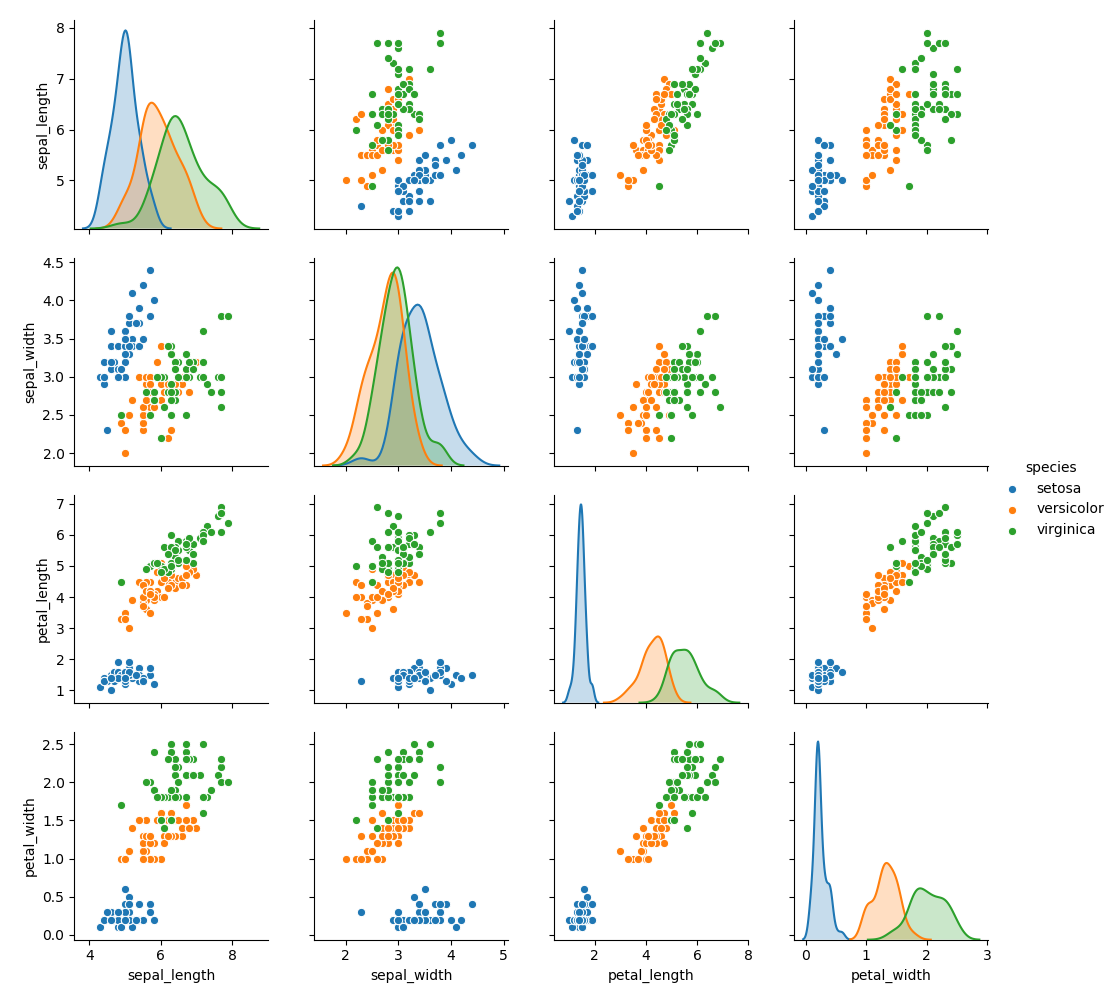 8
7
6
5
sepal_length
4.5
4.0
3.5
3.0
2.5
2.0
sepal_width
species
setosa
versicolor
virginica
7
6
5
4
3
2
1
petal_length
2.5
2.0
1.5
1.0
0.5
0.0
petal_width
4 6 8
2 3 4 5
2 4 6 8
0 1 2 3
sepal_length sepal_width petal_length petal_width